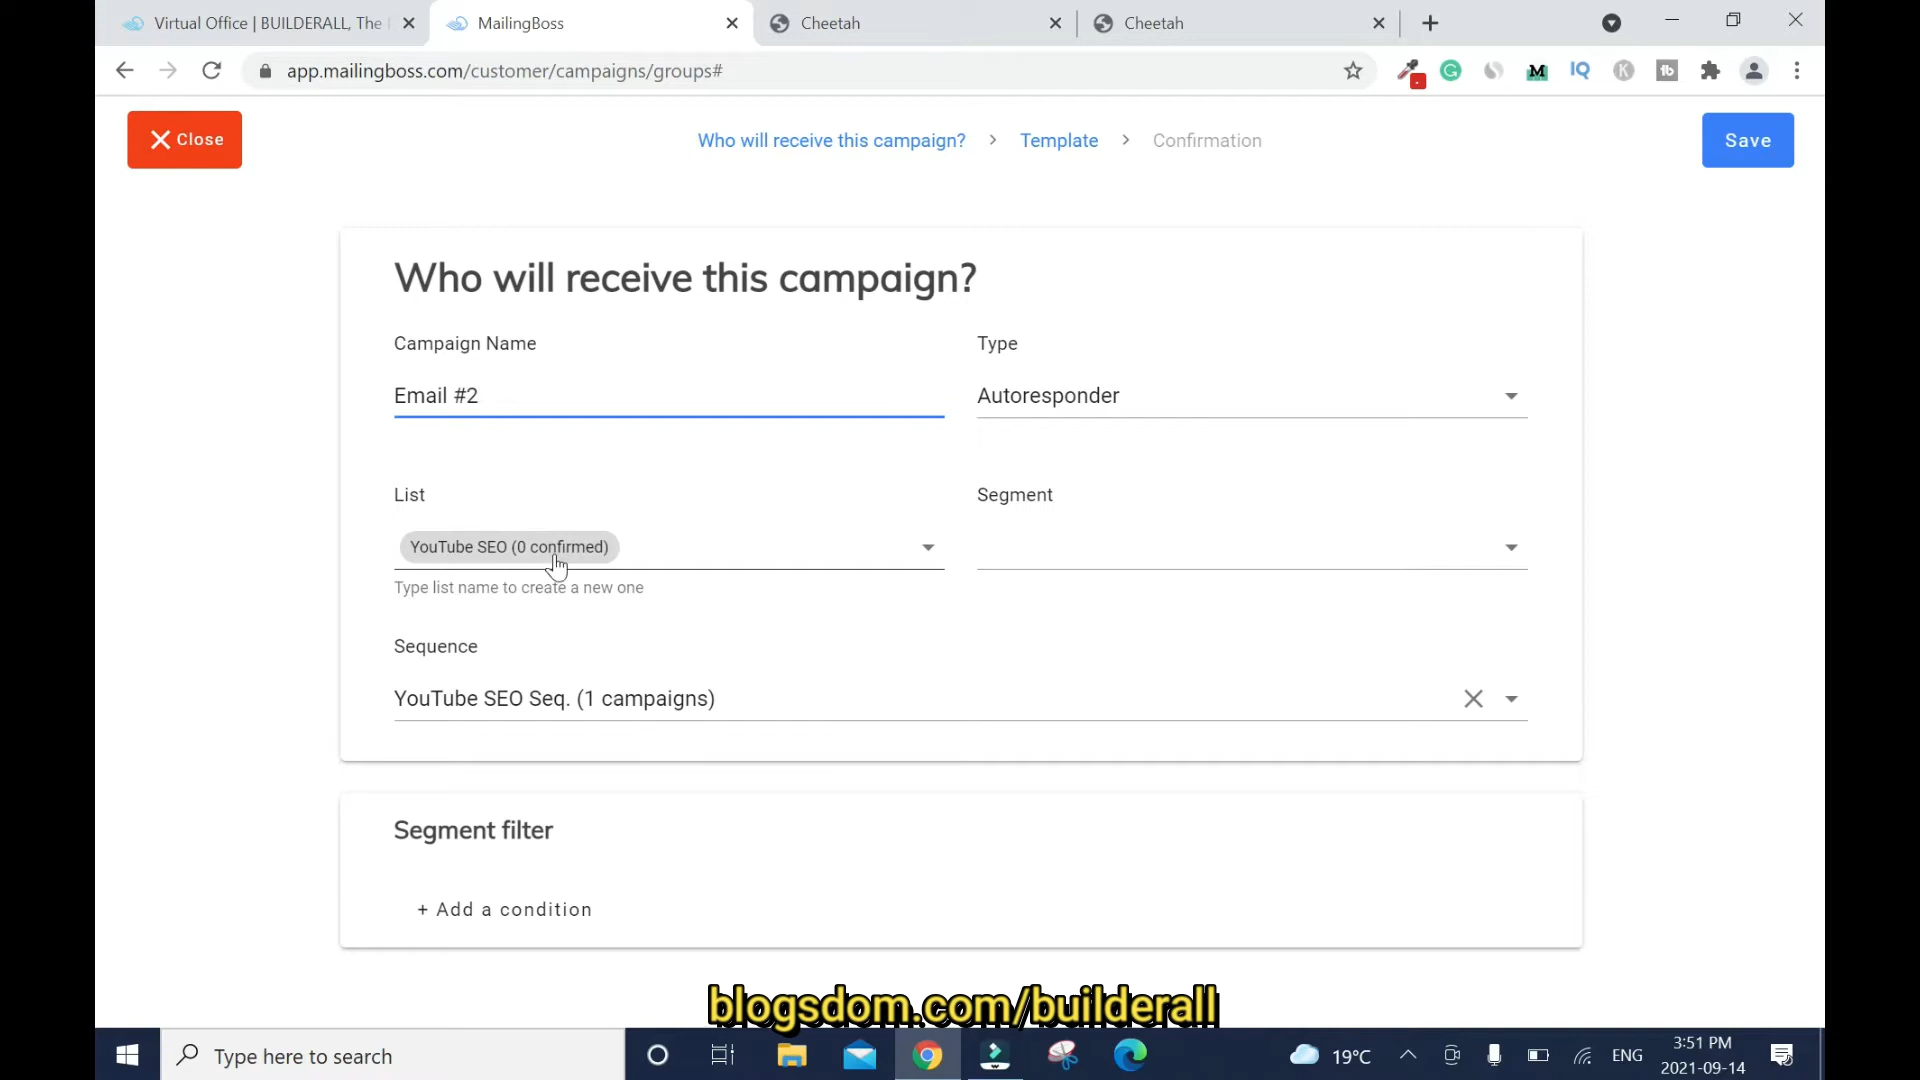 Virtual Office | BUILDERALL, The
MailingBoss
Cheetah
Cheetah
app.mailingboss.com/customer/campaigns/groups#
Close
Who will receive this campaign?
Template
Confirmation
Save
Who will receive this campaign?
Campaign Name
Type
Email #2
Autoresponder
List
Segment
YouTube SEO (0 confirmed)
Type list name to create a new one
Sequence
YouTube SEO Seq. (1 campaigns)
Segment filter
+ Add a condition
blogsdom.com/builderall
Type here to search
19°C
ENG
3:51 PM
2021-09-14